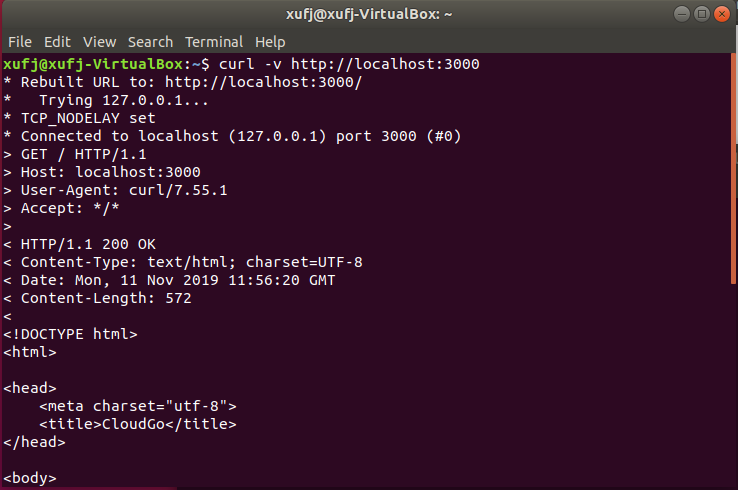 xufj@xufj-VirtualBox: ~
File Edit View Search Terminal Help
xufj@xufj-VirtualBox:~$ curl -v http://localhost:3000
* Rebuilt URL to: http://localhost:3000/
*   Trying 127.0.0.1...
* TCP_NODELAY set
* Connected to localhost (127.0.0.1) port 3000 (#0)
> GET / HTTP/1.1
> Host: localhost:3000
> User-Agent: curl/7.55.1
> Accept: */*
>
< HTTP/1.1 200 OK
< Content-Type: text/html; charset=UTF-8
< Date: Mon, 11 Nov 2019 11:56:20 GMT
< Content-Length: 572
<
<!DOCTYPE html>
<html>

<head>
    <meta charset="utf-8">
    <title>CloudGo</title>
</head>

<body>